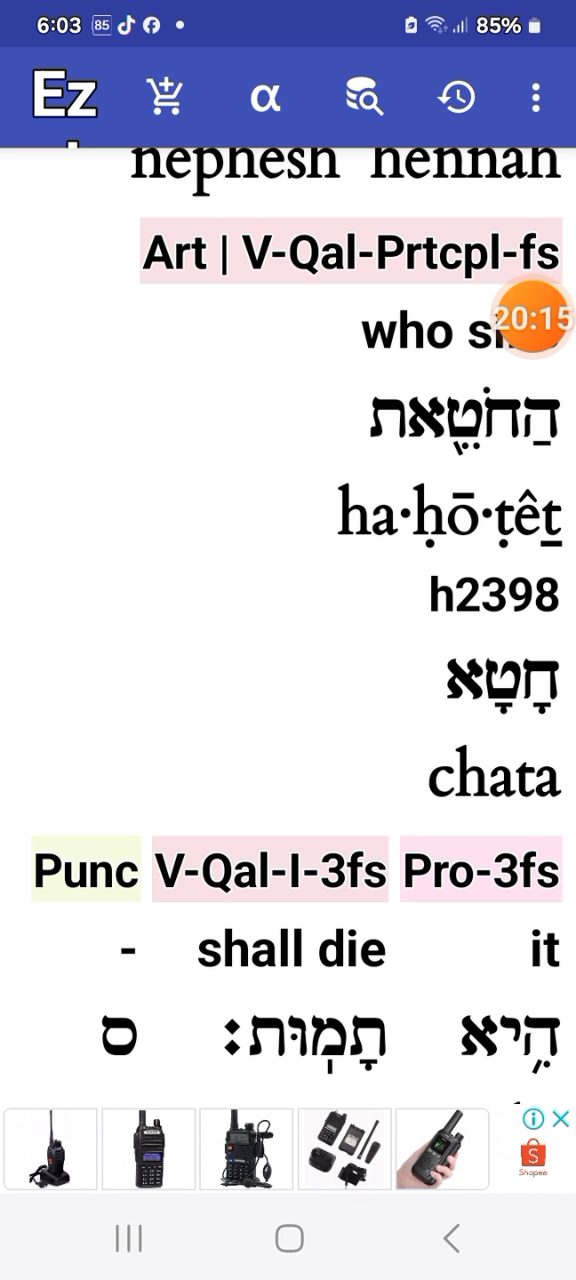 6:03 85 85%
Ez α
nephesh hennah
Art | V-Qal-Prtcpl-fs
who
20:15
הַחֹטֵ֖את
ha·ḥō·ṭêṯ
h2398
חָטָא
chata
Punc V-Qal-I-3fs Pro-3fs
- shall die it
הִ֥יא תָמֽוּת׃ ס
Shopee